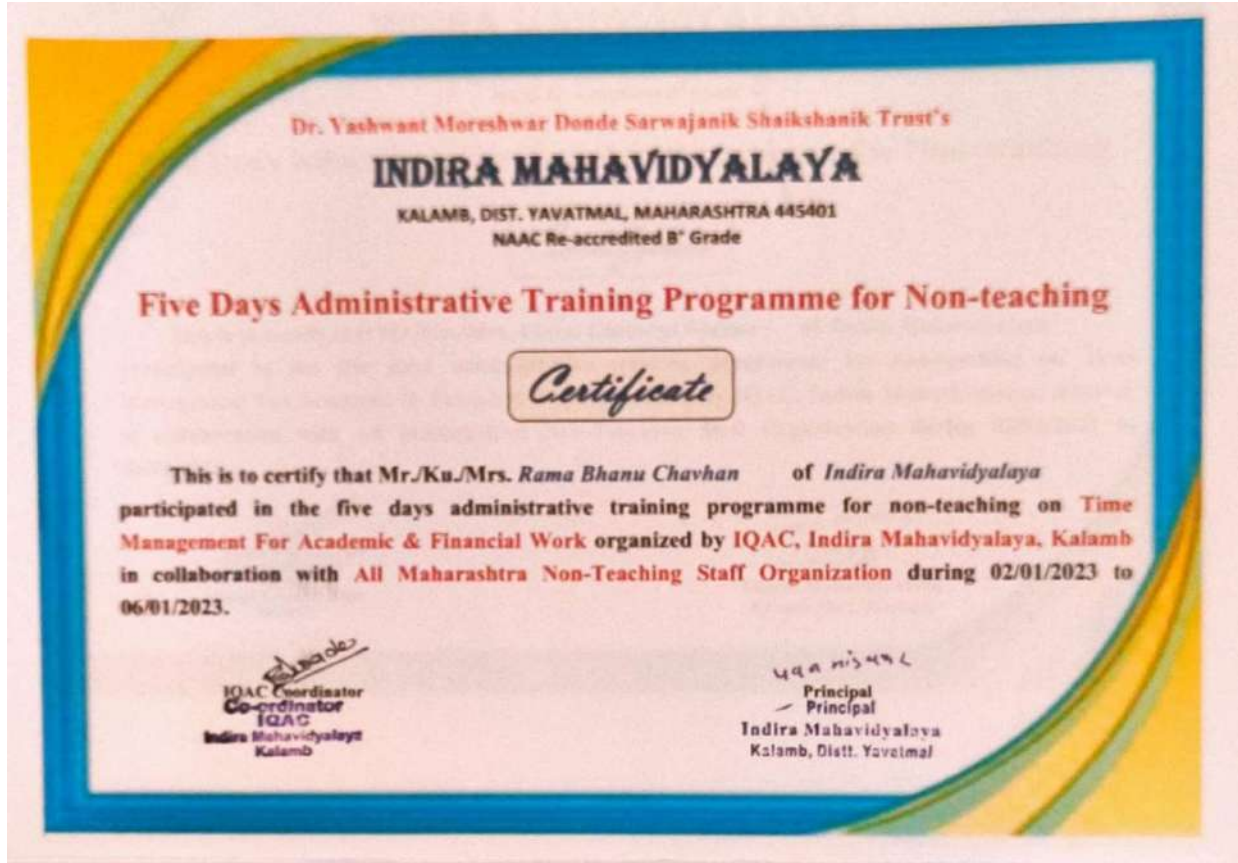 Dr. Yashwant Moreshwar Donde Sarwajanik Shaikshanik Trust's
INDIRA MAHAVIDYALAYA
KALAMB, DIST. YAVATMAL, MAHARASHTRA 445401
NAAC Re-accredited B+ Grade
Five Days Administrative Training Programme for Non-teaching
Certificate
This is to certify that Mr./Ku./Mrs. Rama Bhanu Chavhan of Indira Mahavidyalaya
participated in the five days administrative training programme for non-teaching on Time
Management For Academic & Financial Work organized by IQAC, Indira Mahavidyalaya, Kalamb
in collaboration with All Maharashtra Non-Teaching Staff Organization during 02/01/2023 to
06/01/2023.
IQAC Coordinator
Co-ordinator
IQAC
Indira Mahavidyalaya
Kalamb
Principal
Principal
Indira Mahavidyalaya
Kalamb, Distt. Yavatmal